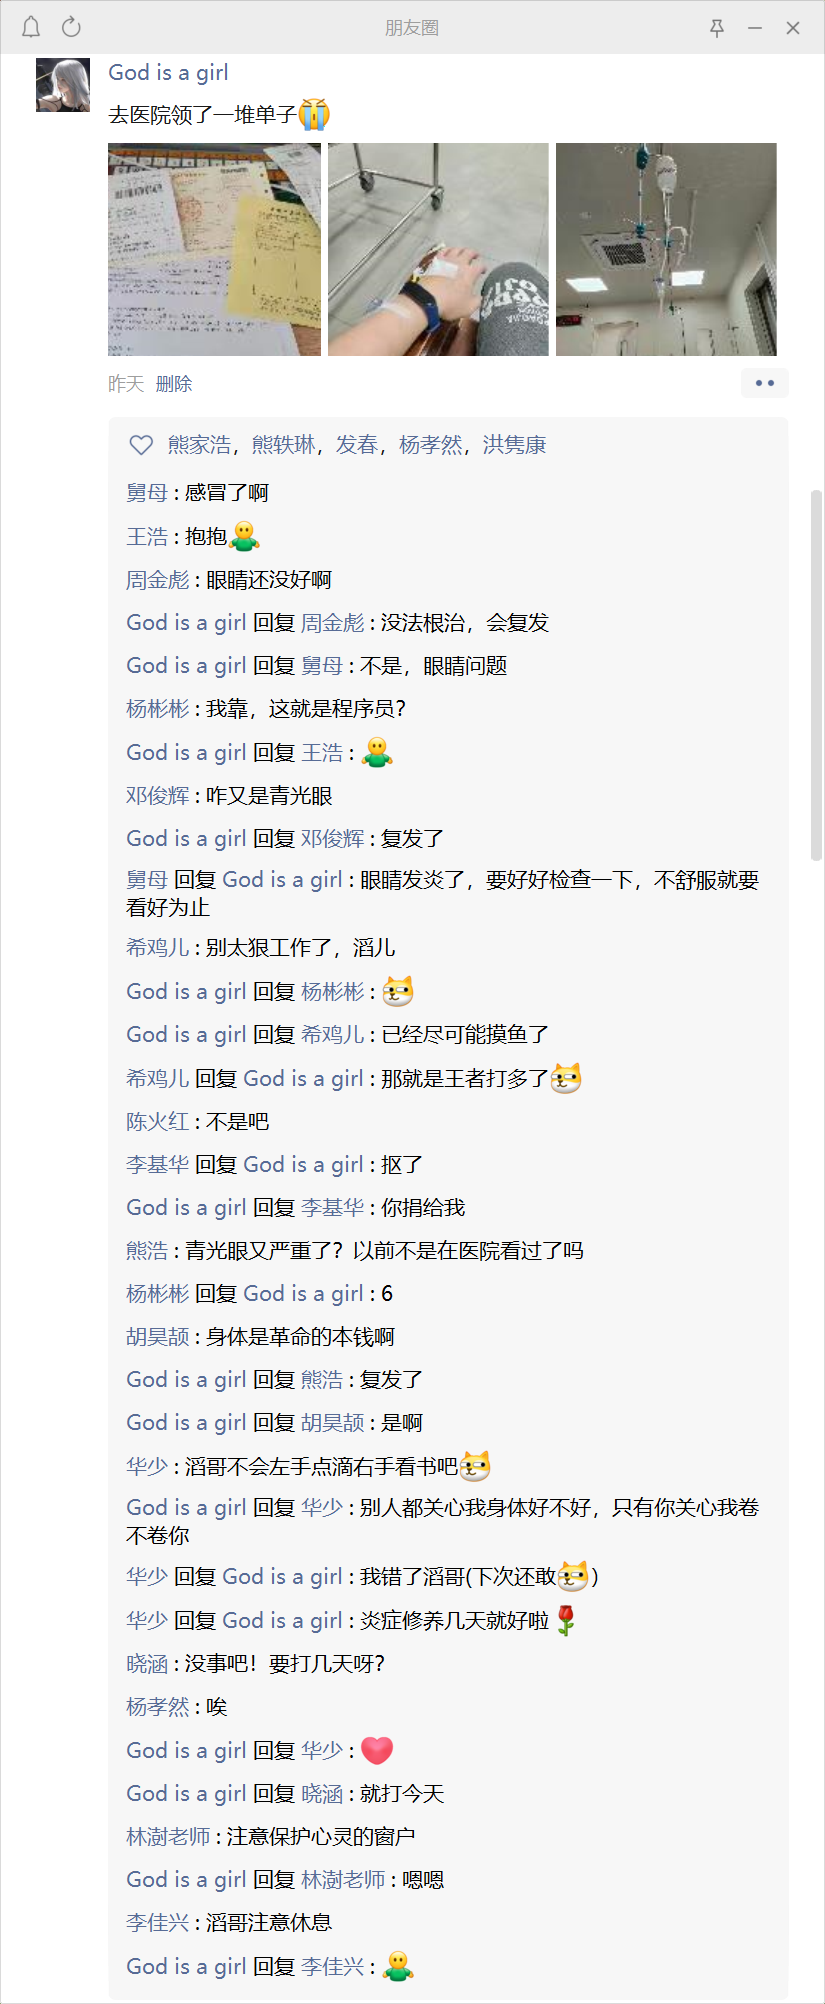 朋友圈
God is a girl
去医院领了一堆单子
昨天 删除
熊家浩，熊轶琳，发春，杨孝然，洪隽康
舅母：感冒了啊
王浩：抱抱
周金彪：眼睛还没好啊
God is a girl 回复 周金彪：没法根治，会复发
God is a girl 回复 舅母：不是，眼睛问题
杨彬彬：我靠，这就是程序员？
God is a girl 回复 王浩：
邓俊辉：咋又是青光眼
God is a girl 回复 邓俊辉：复发了
舅母 回复 God is a girl：眼睛发炎了，要好好检查一下，不舒服就要
看好为止
希鸡儿：别太狠工作了，滔儿
God is a girl 回复 杨彬彬：
God is a girl 回复 希鸡儿：已经尽可能摸鱼了
希鸡儿 回复 God is a girl：那就是王者打多了
陈火红：不是吧
李基华 回复 God is a girl：抠了
God is a girl 回复 李基华：你捐给我
熊浩：青光眼又严重了？以前不是在医院看过了吗
杨彬彬 回复 God is a girl：6
胡昊颉：身体是革命的本钱啊
God is a girl 回复 熊浩：复发了
God is a girl 回复 胡昊颉：是啊
华少：滔哥不会左手点滴右手看书吧
God is a girl 回复 华少：别人都关心我身体好不好，只有你关心我卷
不卷你
华少 回复 God is a girl：我错了滔哥(下次还敢)
华少 回复 God is a girl：炎症修养几天就好啦
晓涵：没事吧！要打几天呀？
杨孝然：唉
God is a girl 回复 华少：
God is a girl 回复 晓涵：就打今天
林澍老师：注意保护心灵的窗户
God is a girl 回复 林澍老师：嗯嗯
李佳兴：滔哥注意休息
God is a girl 回复 李佳兴：